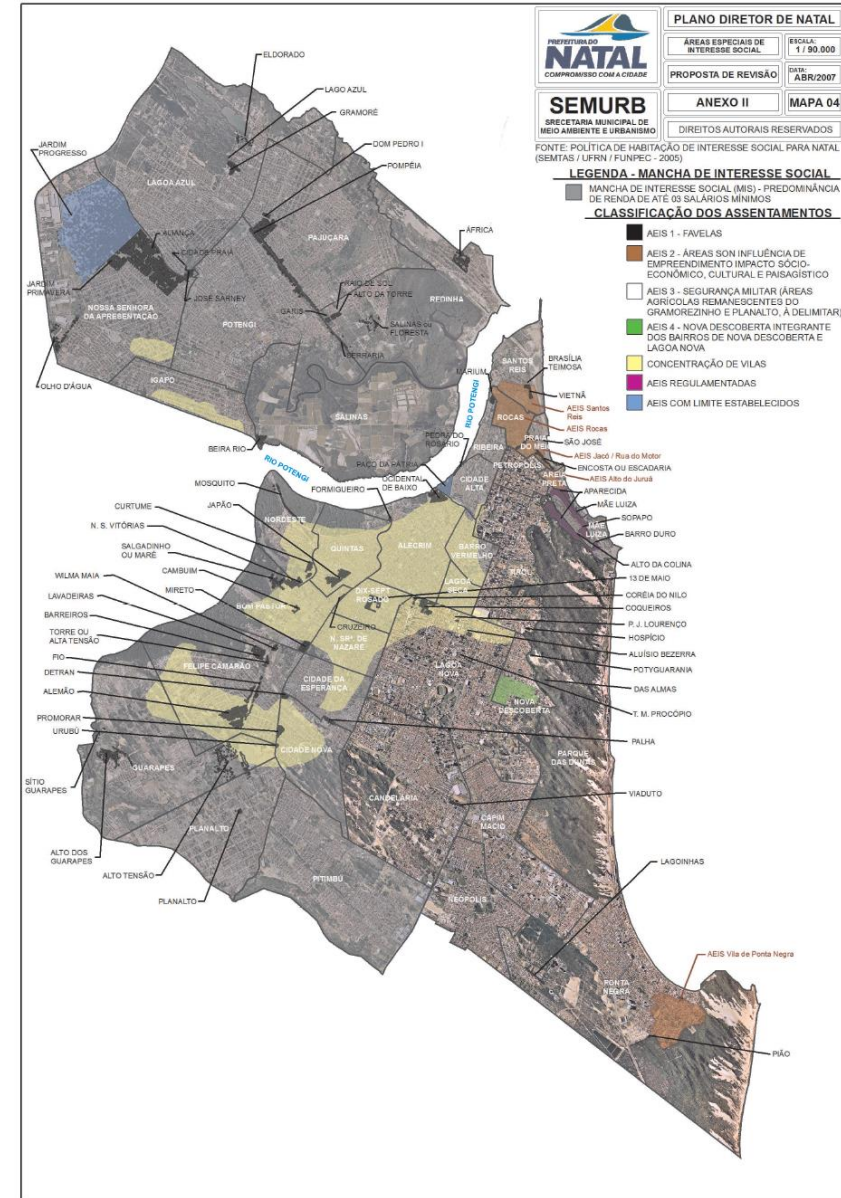 PREFEITURA DO
NATAL
COMPROMISSO COM A CIDADE
SEMURB
SECRETARIA MUNICIPAL DE
MEIO AMBIENTE E URBANISMO
PLANO DIRETOR DE NATAL
ÁREAS ESPECIAIS DE
INTERESSE SOCIAL
ESCALA:
1 / 90.000
PROPOSTA DE REVISÃO
DATA:
ABR/2007
ANEXO II
MAPA 04
DIREITOS AUTORAIS RESERVADOS
FONTE: POLÍTICA DE HABITAÇÃO DE INTERESSE SOCIAL PARA NATAL
(SEMTAS / UFRN / FUNPEC - 2005)
LEGENDA - MANCHA DE INTERESSE SOCIAL
MANCHA DE INTERESSE SOCIAL (MIS) - PREDOMINÂNCIA
DE RENDA DE ATÉ 03 SALÁRIOS MÍNIMOS
CLASSIFICAÇÃO DOS ASSENTAMENTOS
AEIS 1 - FAVELAS
AEIS 2 - ÁREAS SON INFLUÊNCIA DE
EMPREENDIMENTO IMPACTO SÓCIO-
ECONÔMICO, CULTURAL E PAISAGÍSTICO
AEIS 3 - SEGURANÇA MILITAR (ÁREAS
AGRÍCOLAS REMANESCENTES DO
GRAMOREZINHO E PLANALTO, À DELIMITAR)
AEIS 4 - NOVA DESCOBERTA INTEGRANTE
DOS BAIRROS DE NOVA DESCOBERTA E
LAGOA NOVA
CONCENTRAÇÃO DE VILAS
AEIS REGULAMENTADAS
AEIS COM LIMITE ESTABELECIDOS
ELDORADO
LAGO AZUL
GRAMORÉ
DOM PEDRO I
POMPÉIA
JARDIM
PROGRESSO
LAGOA AZUL
PAJUÇARA
ÁFRICA
ALIANÇA
CIDADE PRAIA
JARDIM
PRIMAVERA
JOSÉ SARNEY
NOSSA SENHORA
DA APRESENTAÇÃO
POTENGI
RAIO DE SOL
ALTO DA TORRE
GAKIS
REDINHA
SALINAS ou
FLORESTA
FERRARIA
OLHO D'ÁGUA
IGAPÓ
SALINAS
BEIRA RIO
RIO POTENGI
RIO POTENGI
MARIUM
SANTOS
REIS
BRASÍLIA
TEIMOSA
VIETNÃ
AEIS Santos
Reis
ROCAS
AEIS Rocas
PRAIA
DO MEIO
SÃO JOSÉ
RIBEIRA
AEIS Jacó / Rua do Motor
PEDRA DO
ROSÁRIO
PETRÓPOLIS
ENCOSTA OU ESCADARIA
PAÇO DA PÁTRIA
AREIA
PRETA
AEIS Alto do Juruá
OCIDENTAL
DE BAIXO
CIDADE
ALTA
APARECIDA
MÃE LUIZA
SOPAPO
MÃE
LUIZA
BARRO DURO
ALTO DA COLINA
MOSQUITO
FORMIGUEIRO
CURTUME
JAPÃO
NORDESTE
N. S. VITÓRIAS
QUINTAS
ALECRIM
BARRO
VERMELHO
SALGADINHO
OU MARÉ
CAMBUIM
WILMA MAIA
MIRETO
BOM PASTOR
DIX-SEPT
ROSADO
LAGOA
SECA
TIROL
13 DE MAIO
CORÉIA DO NILO
COQUEIROS
LAVADEIRAS
CRUZEIRO
N. SRª. DE
NAZARÉ
P. J. LOURENÇO
HOSPÍCIO
BARREIROS
TORRE OU
ALTA TENSÃO
ALUÍSIO BEZERRA
FIO
FELIPE CAMARÃO
CIDADE DA
ESPERANÇA
LAGOA
NOVA
POTYGUARANIA
DETRAN
DAS ALMAS
ALEMÃO
NOVA
DESCOBERTA
T. M. PROCÓPIO
PROMORAR
URUBÚ
CIDADE NOVA
PALHA
PARQUE
DAS DUNAS
SÍTIO
GUARAPES
GUARAPES
CANDELÁRIA
VIADUTO
CAPIM
MACIO
PLANALTO
ALTO DOS
GUARAPES
ALTO TENSÃO
PITIMBÚ
LAGOINHAS
PLANALTO
NEÓPOLIS
AEIS Vila de Ponta Negra
PONTA
NEGRA
PIÃO